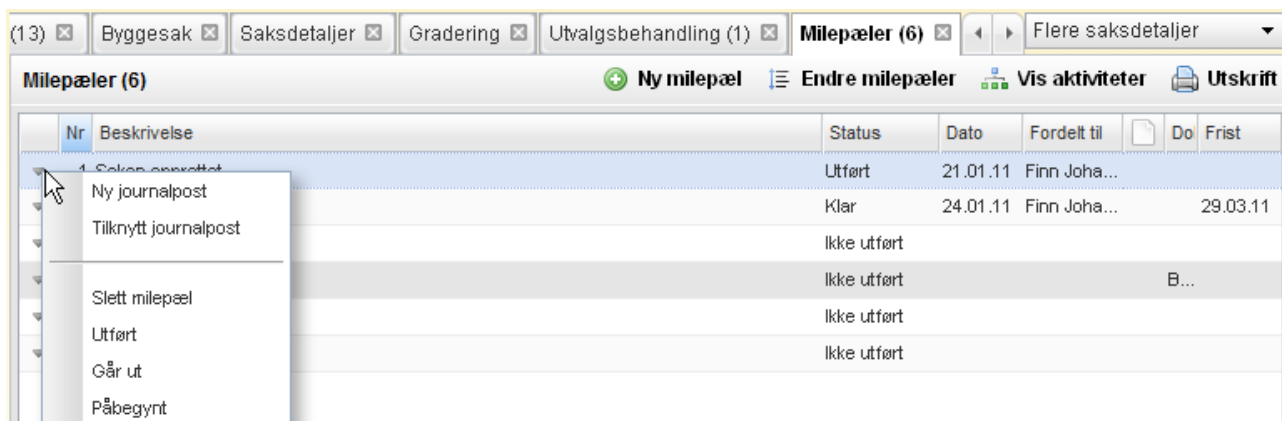 (13) Byggesak Saksdetaljer Gradering Utvalgsbehandling (1) Milepæler (6) Flere saksdetaljer
Milepæler (6) Ny milepæl Endre milepæler Vis aktiviteter Utskrift
Nr Beskrivelse Status Dato Fordelt til Do Frist
1 Saken opprettet Utført 21.01.11 Finn Joha...
Ny journalpost
Klar 24.01.11 Finn Joha... 29.03.11
Tilknytt journalpost
Ikke utført
Ikke utført B...
Slett milepæl
Ikke utført
Utført
Ikke utført
Går ut
Påbegynt